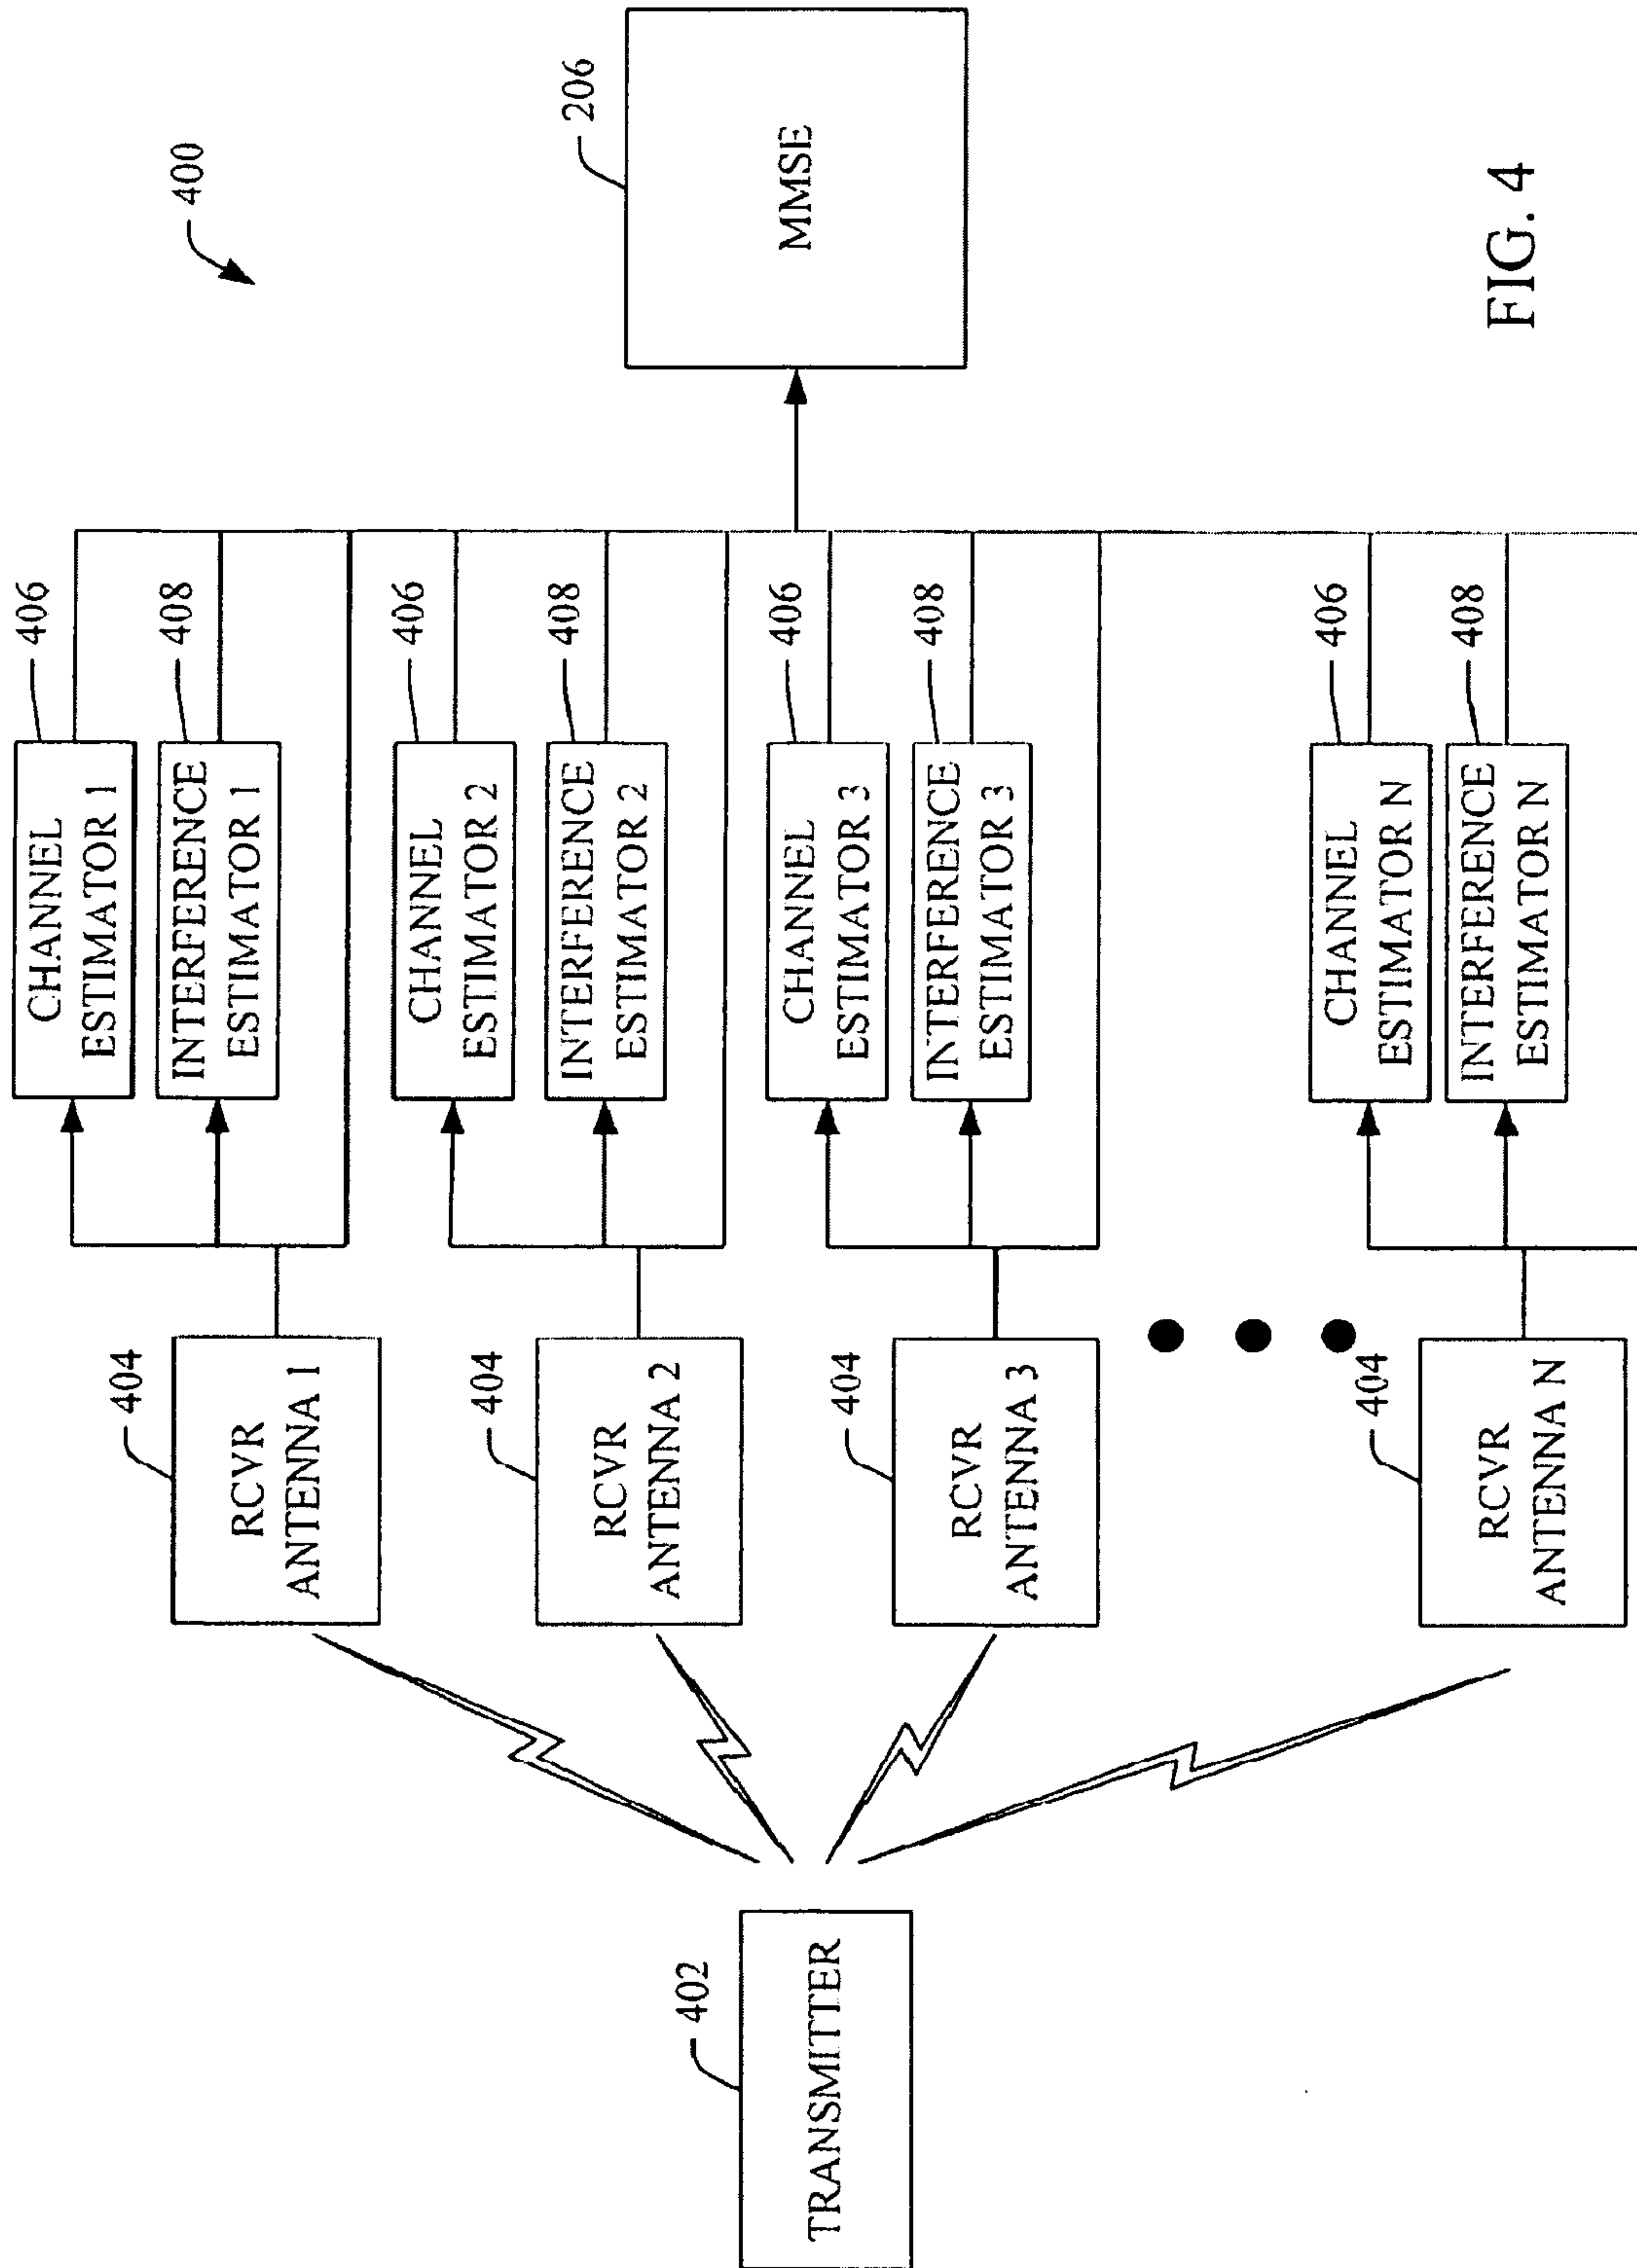 400
TRANSMITTER
402
RCVR
ANTENNA 1
404
CHANNEL
ESTIMATOR 1
406
INTERFERENCE
ESTIMATOR 1
408
RCVR
ANTENNA 2
404
CHANNEL
ESTIMATOR 2
406
INTERFERENCE
ESTIMATOR 2
408
RCVR
ANTENNA 3
404
CHANNEL
ESTIMATOR 3
406
INTERFERENCE
ESTIMATOR 3
408
RCVR
ANTENNA N
404
CHANNEL
ESTIMATOR N
406
INTERFERENCE
ESTIMATOR N
408
MMSE
206
FIG. 4